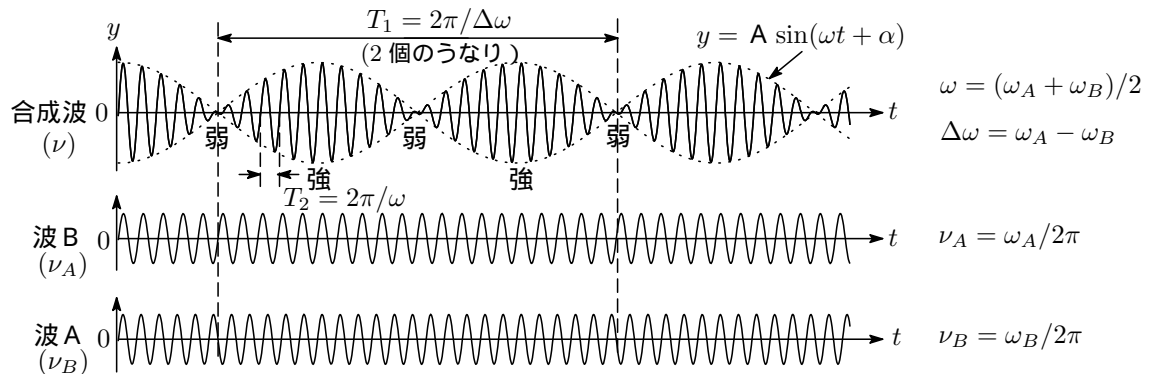 y
T₁ = 2π/Δω
(2 個のうなり)
y = A sin(ωt + α)
合成波 0
(ν)
t
ω = (ω_A + ω_B)/2
Δω = ω_A − ω_B
弱 弱 弱
強 強
T₂ = 2π/ω
波B 0
(ν_A)
t
ν_A = ω_A/2π
波A 0
(ν_B)
t
ν_B = ω_B/2π